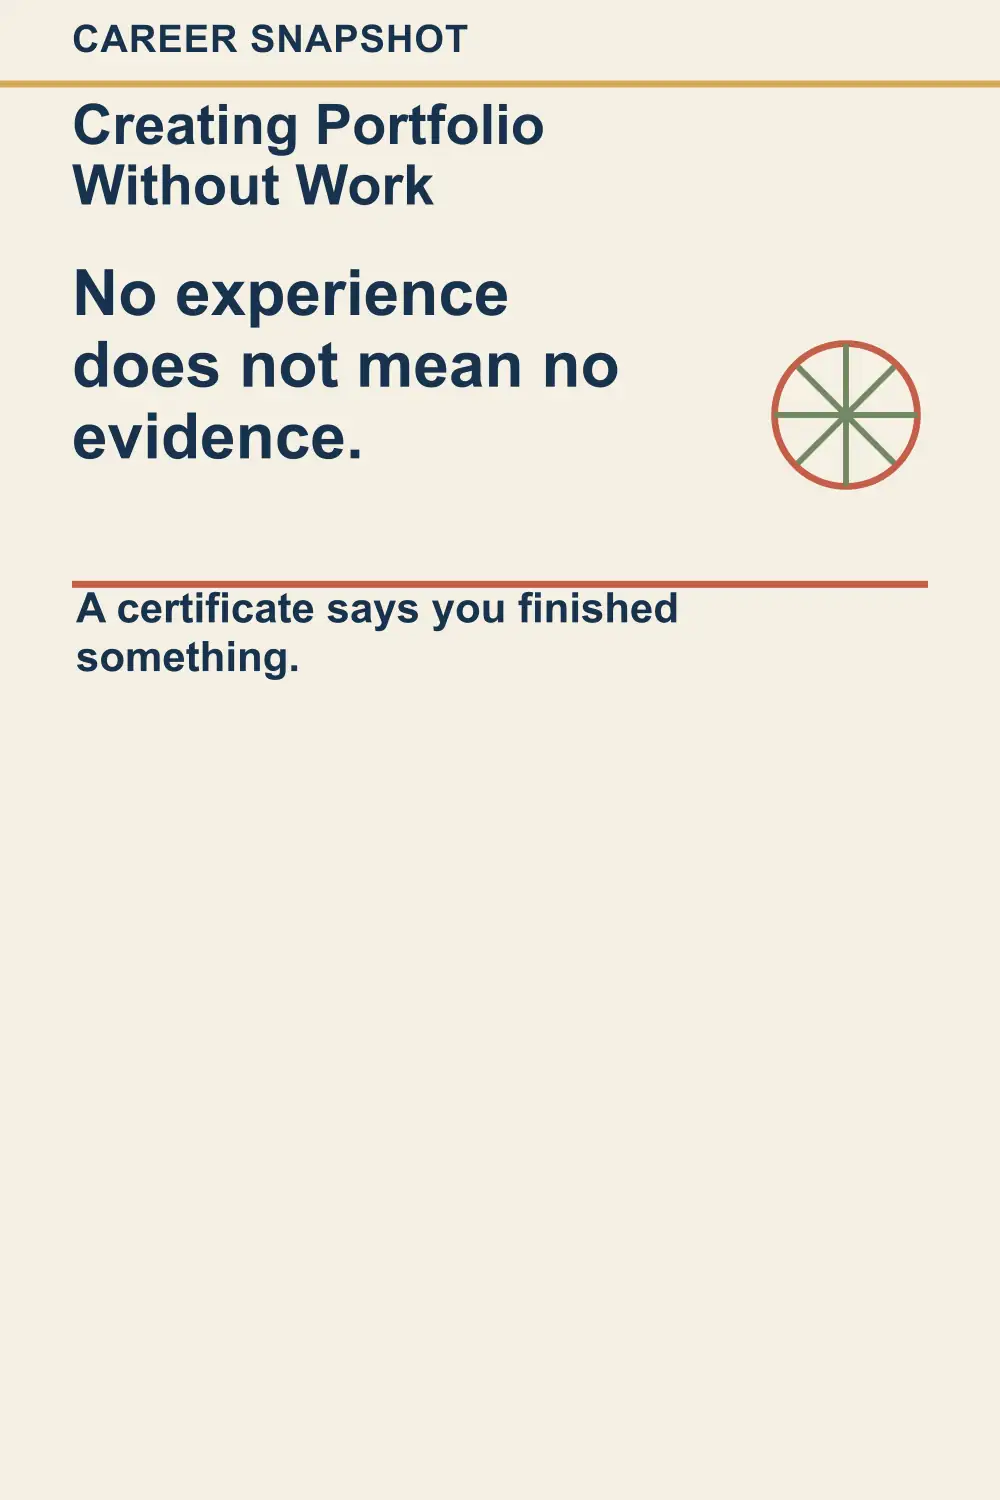 CAREER SNAPSHOT
Creating Portfolio
Without Work
No experience
does not mean no
evidence.
A certificate says you finished
something.